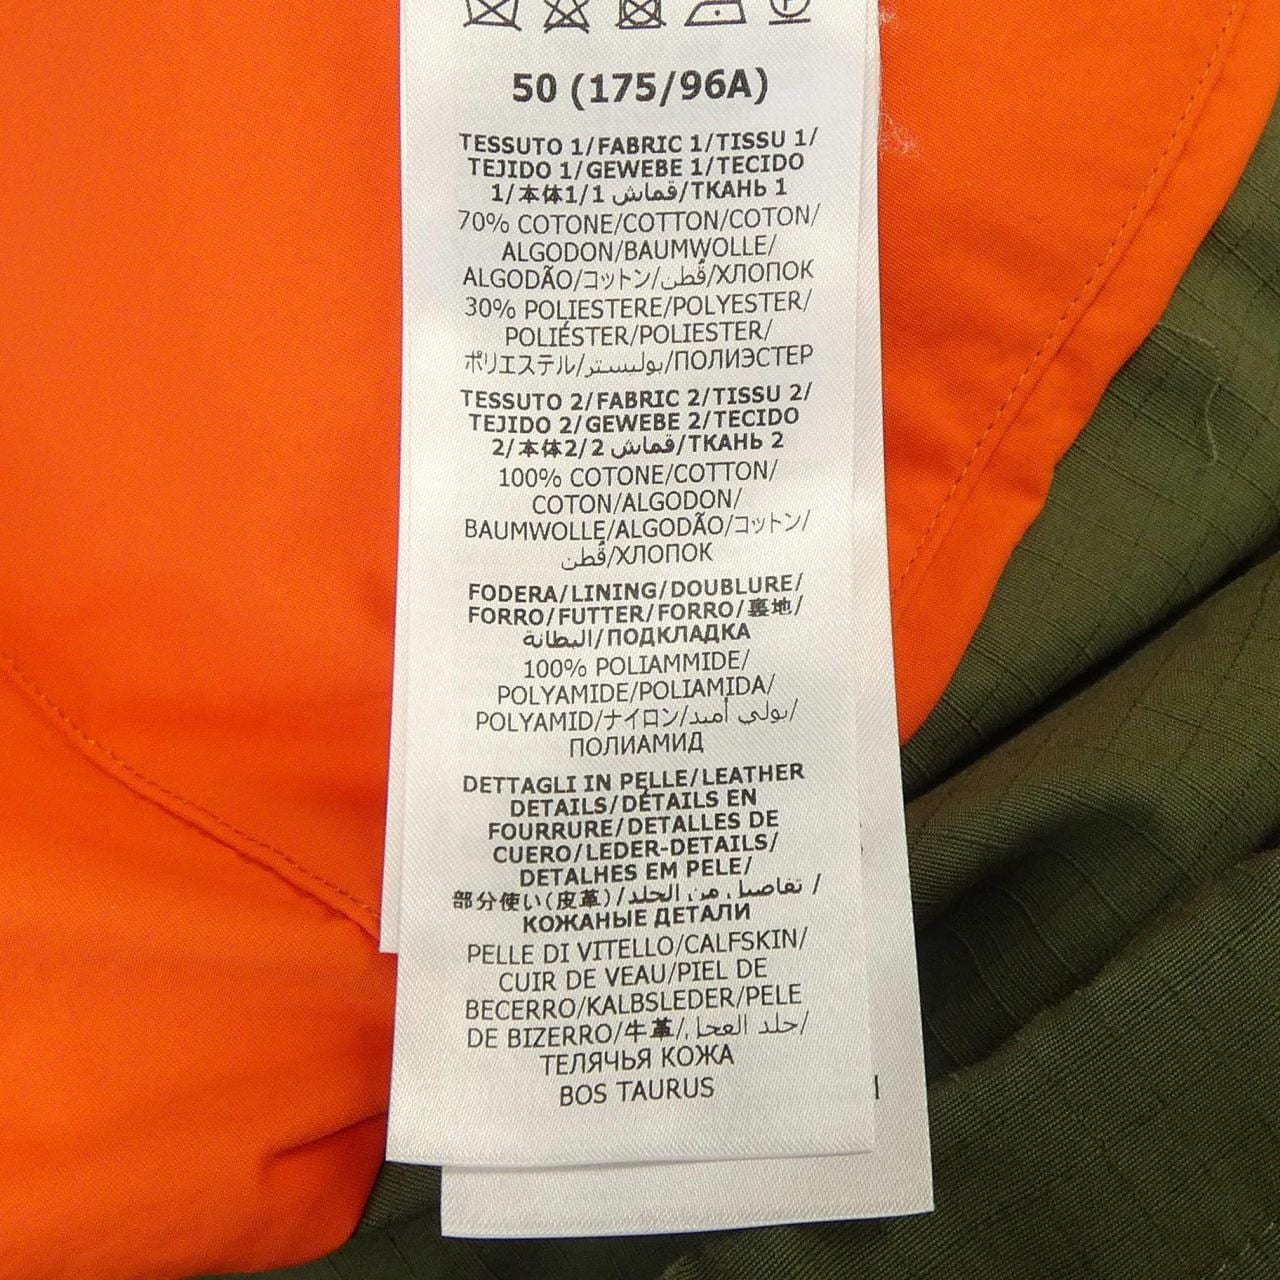 50 (175/96A)
TESSUTO 1/FABRIC 1/TISSU 1/
TEJIDO 1/GEWEBE 1/TECIDO
1/本体1/1 قماش/ТКАНЬ 1
70% COTONE/COTTON/COTON/
ALGODON/BAUMWOLLE/
ALGODÃO/コットン/قُطن/ХЛОПОК
30% POLIESTERE/POLYESTER/
POLIÉSTER/POLIESTER/
ポリエステル/بوليستر/ПОЛИЭСТЕР
TESSUTO 2/FABRIC 2/TISSU 2/
TEJIDO 2/GEWEBE 2/TECIDO
2/本体2/2 قماش/ТКАНЬ 2
100% COTONE/COTTON/
COTON/ALGODON/
BAUMWOLLE/ALGODÃO/コットン/
قُطن/ХЛОПОК
FODERA/LINING/DOUBLURE/
FORRO/FUTTER/FORRO/裏地/
البطانة/ПОДКЛАДКА
100% POLIAMMIDE/
POLYAMIDE/POLIAMIDA/
POLYAMID/ナイロン/بولي أميد/
ПОЛИАМИД
DETTAGLI IN PELLE/LEATHER
DETAILS/DÉTAILS EN
FOURRURE/DETALLES DE
CUERO/LEDER-DETAILS/
DETALHES EM PELE/
部分使い(皮革)/تفاصيل من الجلد /
КОЖАНЫЕ ДЕТАЛИ
PELLE DI VITELLO/CALFSKIN/
CUIR DE VEAU/PIEL DE
BECERRO/KALBSLEDER/PELE
DE BIZERRO/牛革/جلد العجل/
ТЕЛЯЧЬЯ КОЖА
BOS TAURUS